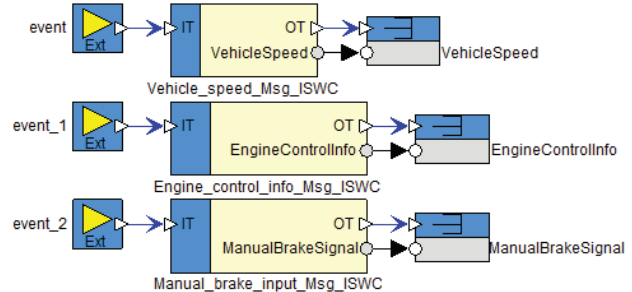 event
Ext
IT
OT
VehicleSpeed
VehicleSpeed
Vehicle_speed_Msg_ISWC
event_1
Ext
IT
OT
EngineControlInfo
EngineControlInfo
Engine_control_info_Msg_ISWC
event_2
Ext
IT
OT
ManualBrakeSignal
ManualBrakeSignal
Manual_brake_input_Msg_ISWC